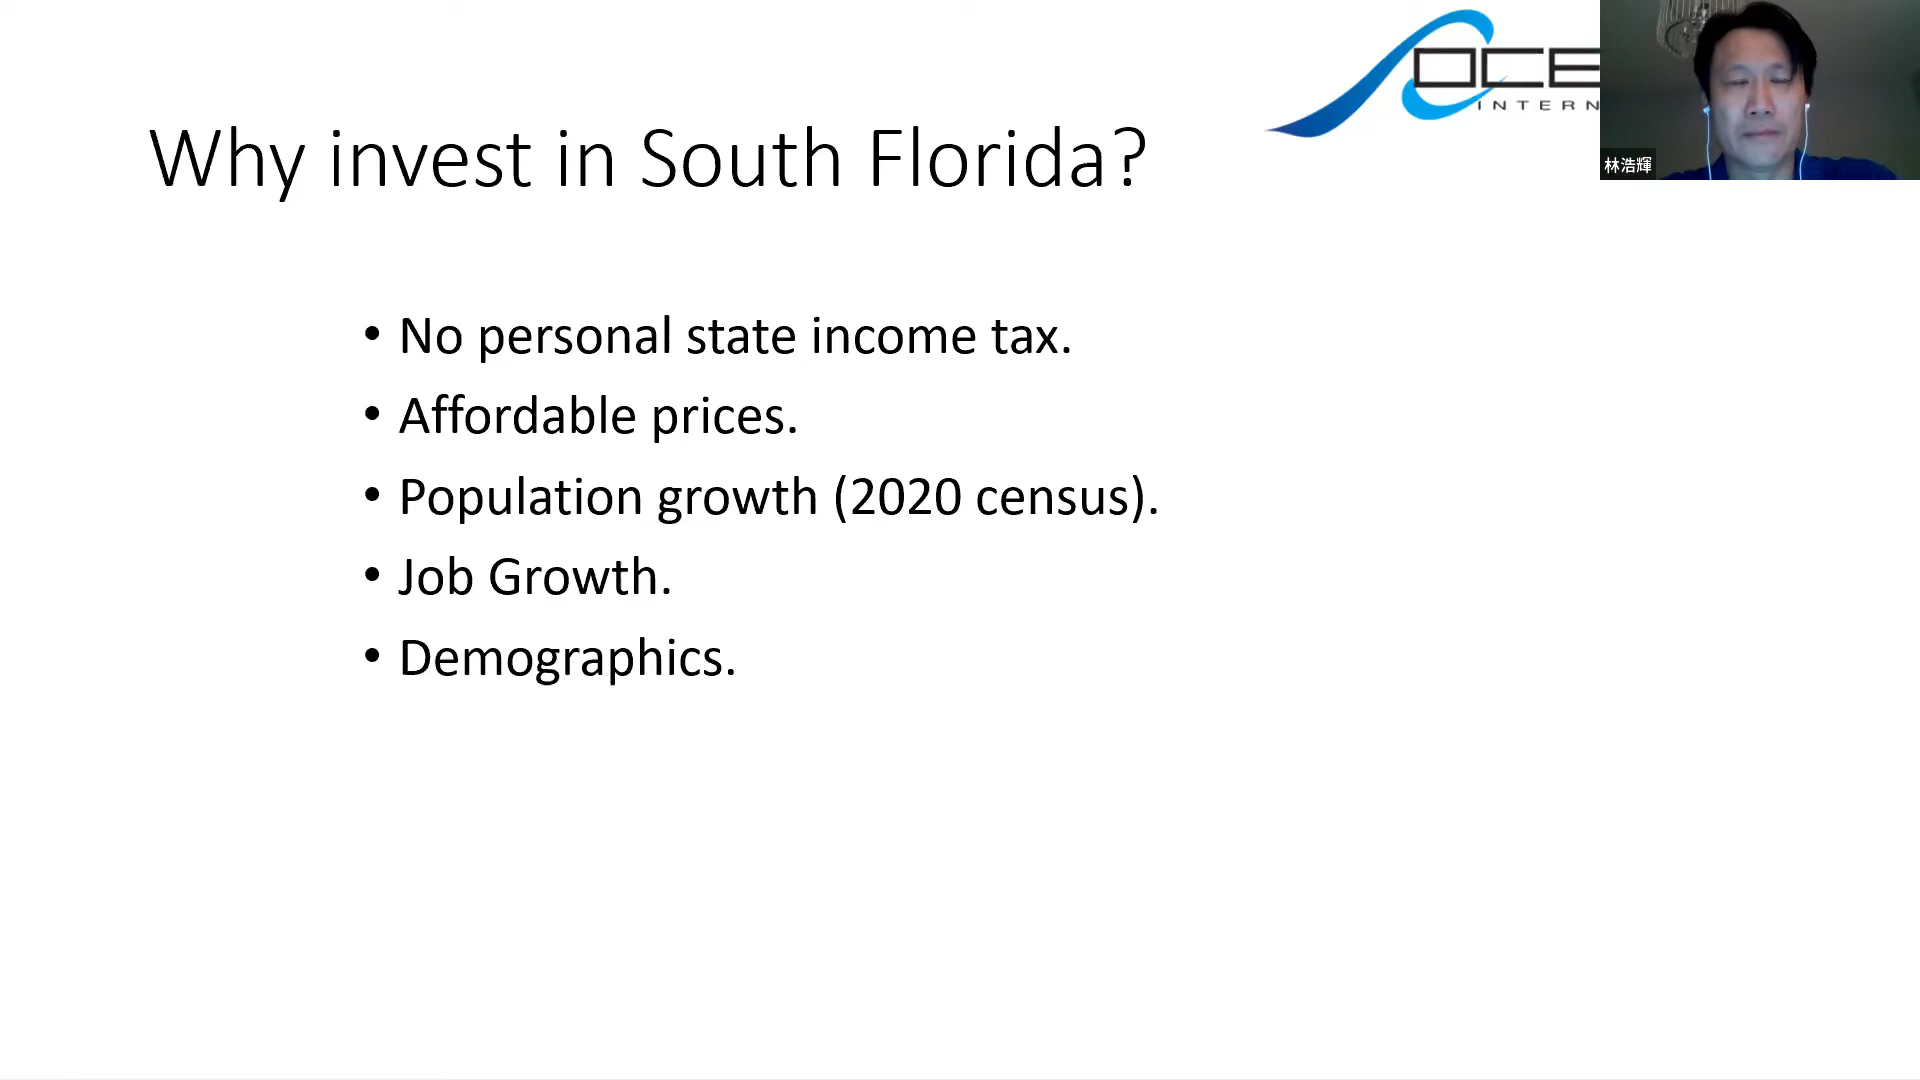 Why invest in South Florida?
• No personal state income tax.
• Affordable prices.
• Population growth (2020 census).
• Job Growth.
• Demographics.
林浩輝